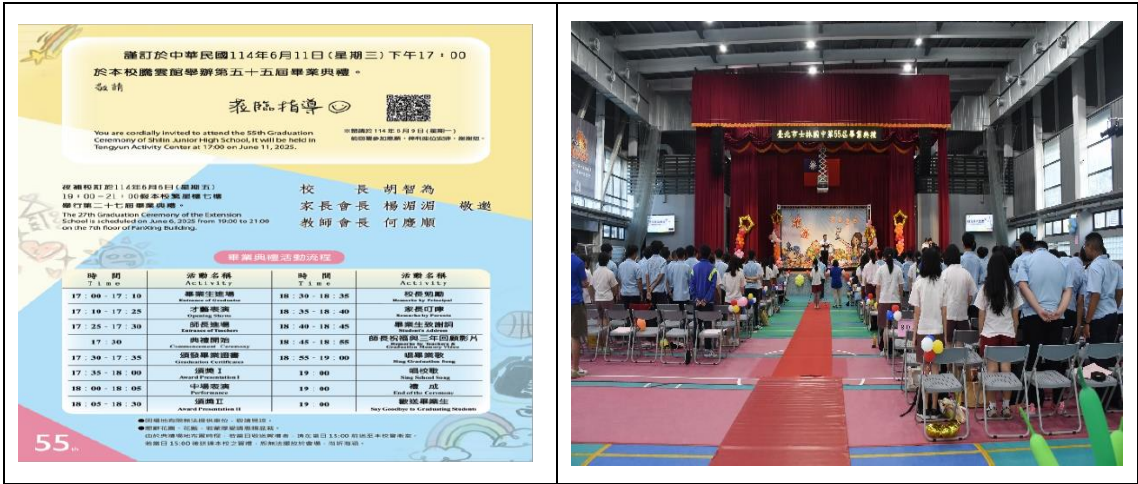 謹訂於中華民國114年6月11日(星期三)下午17:00
於本校騰雲館舉辦第五十五屆畢業典禮。
敬請
蒞臨指導
You are cordially invited to attend the 55th Graduation
Ceremony of Shilin Junior High School, it will be held in
Tengyun Activity Center at 17:00 on June 11, 2025.
進補校訂於114年6月6日(星期五)
19:00-21:00假本校繁星樓七樓
舉行第二十七屆畢業典禮。
The 27th Graduation Ceremony of the Extension
School is scheduled on June 6, 2025 from 19:00 to 21:00
on the 7th floor of FanXing Building.
校長 胡智為
家長會長 楊湄湄 敬邀
教師會長 何慶順
畢業典禮活動流程
時間 活動名稱 時間 活動名稱
Time Activity Time Activity
17:00-17:10 畢業生進場 18:30-18:35 校長勉勵
Entrance of Graduates Remarks by Principal
17:10-17:25 才藝表演 18:35-18:40 家長叮嚀
Opening Shows Remarks by Parents
17:25-17:30 師長進場 18:40-18:45 畢業生致謝詞
Entrance of Teachers Student's Address
17:30 典禮開始 18:45-18:55 師長祝福與三年回顧影片
Commencement Ceremony
17:30-17:35 頒發畢業證書 18:55-19:00 唱畢業歌
Graduation Certificates Sing Graduation Song
17:35-18:00 頒獎 I 19:00 唱校歌
Award Presentation I Sing School Song
18:00-18:05 中場表演 19:00 禮成
Performance End of the Ceremony
18:05-18:30 頒獎II 19:00 歡送畢業生
Award Presentation II Say Goodbye to Graduating Students
55th
臺北市士林國中第55屆畢業典禮